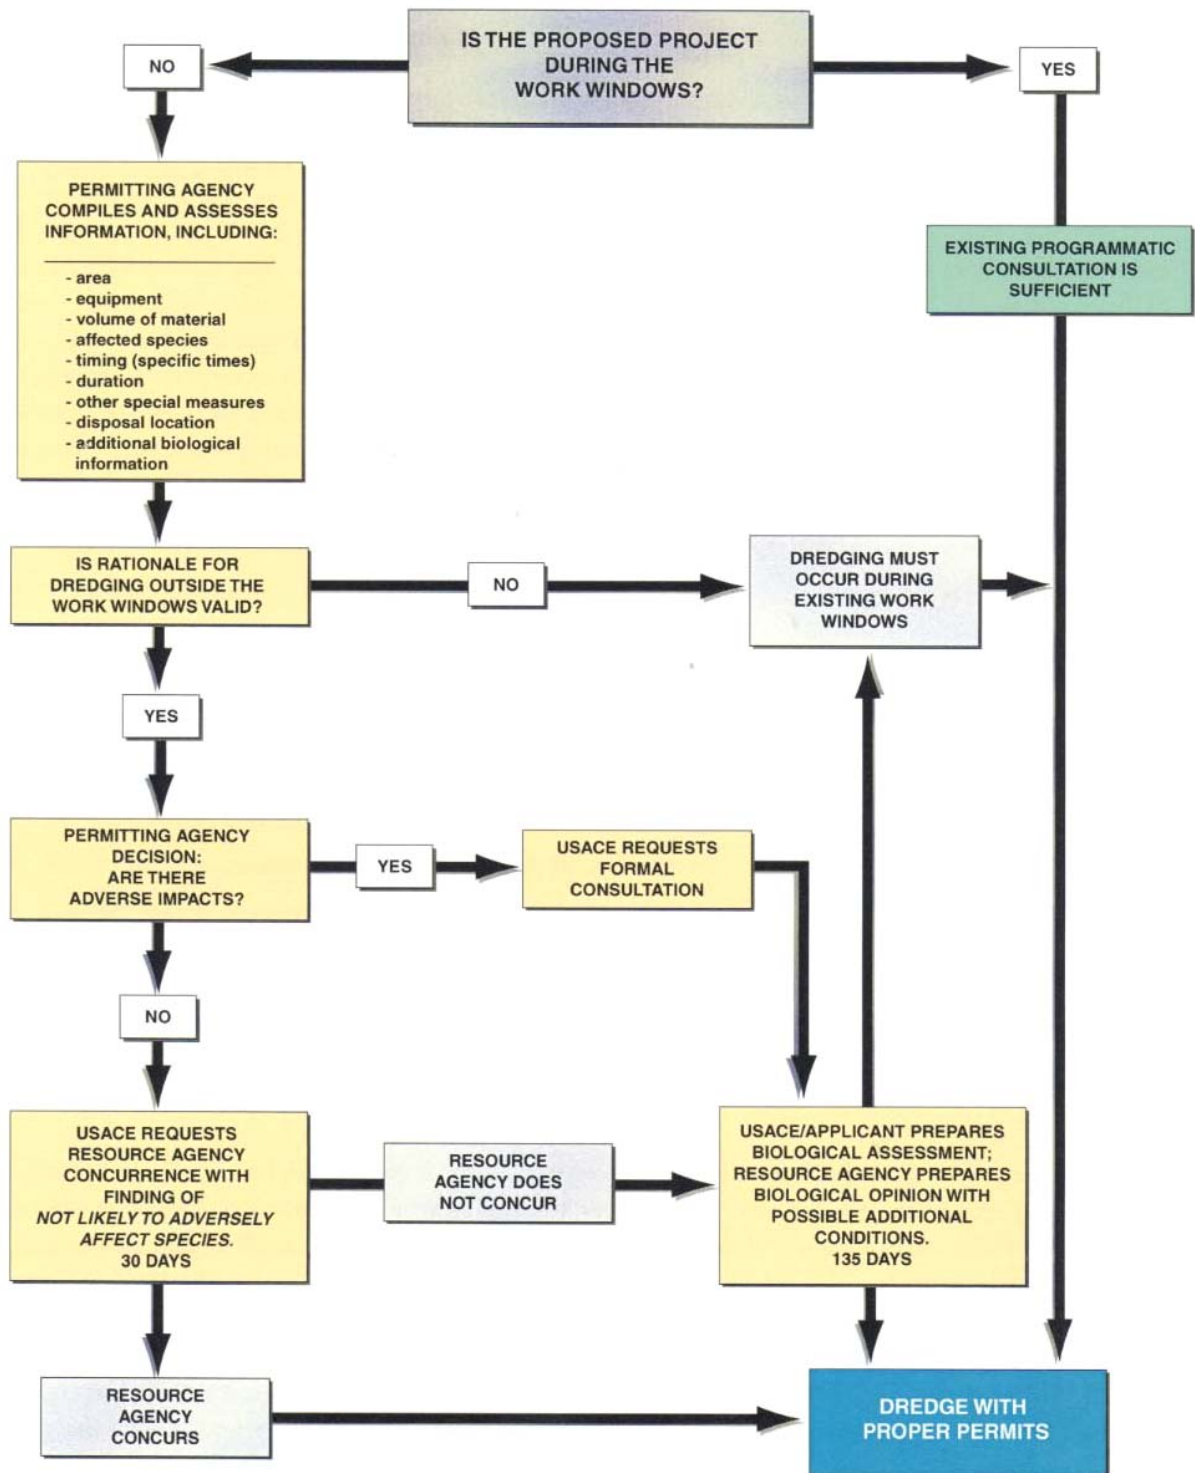 IS THE PROPOSED PROJECT
DURING THE
WORK WINDOWS?
NO
YES
PERMITTING AGENCY
COMPILES AND ASSESSES
INFORMATION, INCLUDING:
- area
- equipment
- volume of material
- affected species
- timing (specific times)
- duration
- other special measures
- disposal location
- additional biological
information
EXISTING PROGRAMMATIC
CONSULTATION IS
SUFFICIENT
IS RATIONALE FOR
DREDGING OUTSIDE THE
WORK WINDOWS VALID?
NO
DREDGING MUST
OCCUR DURING
EXISTING WORK
WINDOWS
YES
PERMITTING AGENCY
DECISION:
ARE THERE
ADVERSE IMPACTS?
YES
USACE REQUESTS
FORMAL
CONSULTATION
NO
USACE REQUESTS
RESOURCE AGENCY
CONCURRENCE WITH
FINDING OF
NOT LIKELY TO ADVERSELY
AFFECT SPECIES.
30 DAYS
RESOURCE
AGENCY DOES
NOT CONCUR
USACE/APPLICANT PREPARES
BIOLOGICAL ASSESSMENT;
RESOURCE AGENCY PREPARES
BIOLOGICAL OPINION WITH
POSSIBLE ADDITIONAL
CONDITIONS.
135 DAYS
RESOURCE
AGENCY
CONCURS
DREDGE WITH
PROPER PERMITS